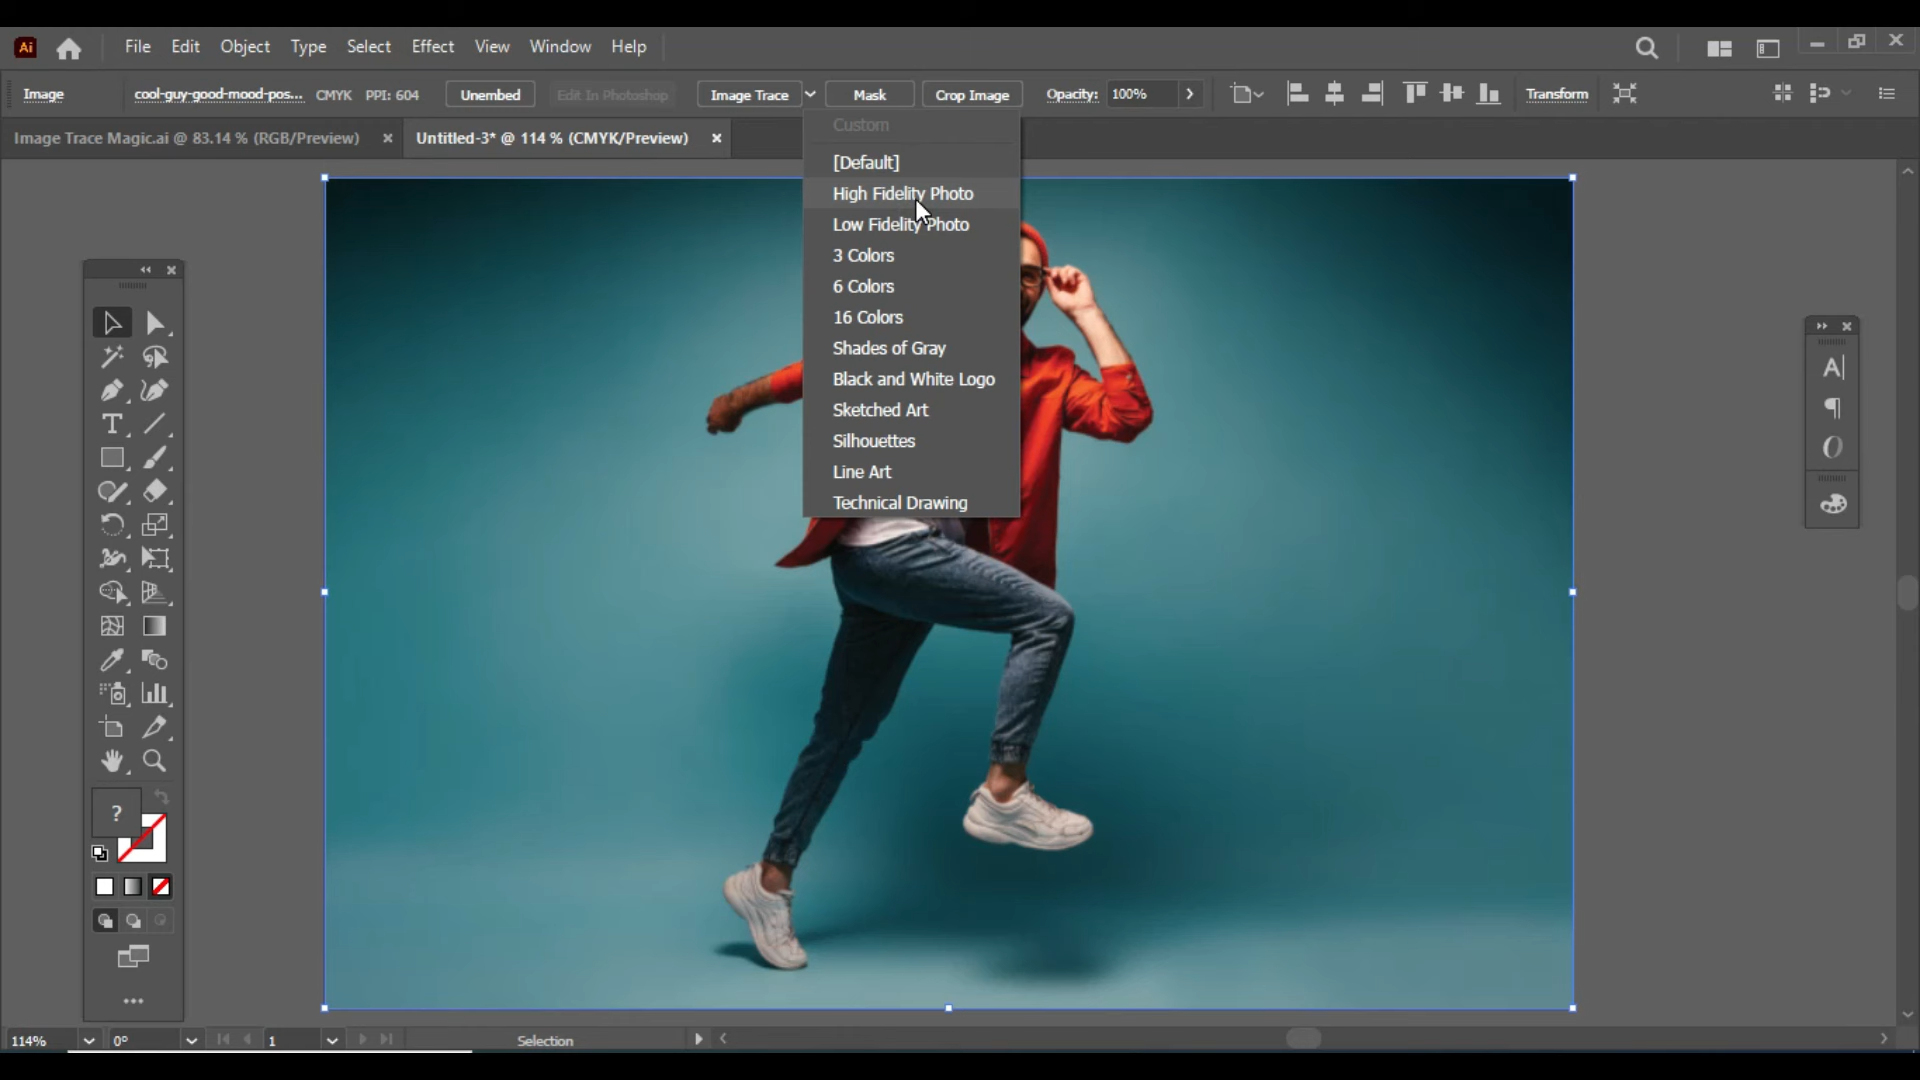 Ai File Edit Object Type Select Effect View Window Help
Image cool-guy-good-mood-pos... CMYK PPI: 604 Unembed Edit In Photoshop Image Trace Mask Crop Image Opacity: 100% Transform
Image Trace Magic.ai @ 83.14 % (RGB/Preview) Untitled-3* @ 114 % (CMYK/Preview)
Custom
[Default]
High Fidelity Photo
Low Fidelity Photo
3 Colors
6 Colors
16 Colors
Shades of Gray
Black and White Logo
Sketched Art
Silhouettes
Line Art
Technical Drawing
?
114% 0° 1 Selection